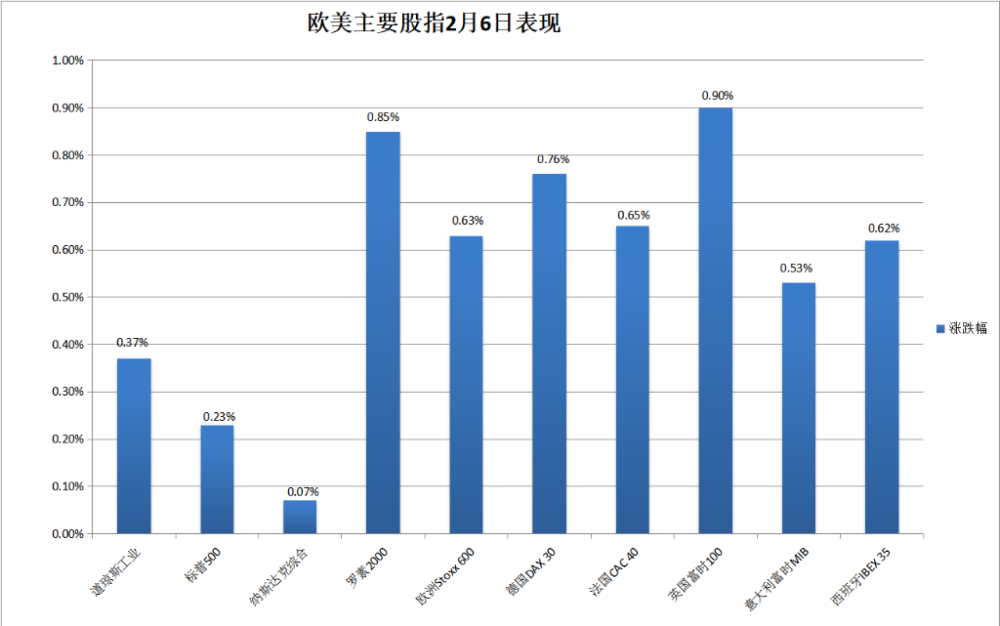 欧美主要股指2月6日表现
1.00%
0.90%
0.80%
0.70%
0.60%
0.50%
0.40%
0.30%
0.20%
0.10%
0.00%
0.37%
0.23%
0.07%
0.85%
0.63%
0.76%
0.65%
0.90%
0.53%
0.62%
道琼斯工业
标普500
纳斯达克综合
罗素2000
欧洲Stoxx 600
德国DAX 30
法国CAC 40
英国富时100
意大利富时MIB
西班牙IBEX 35
涨跌幅